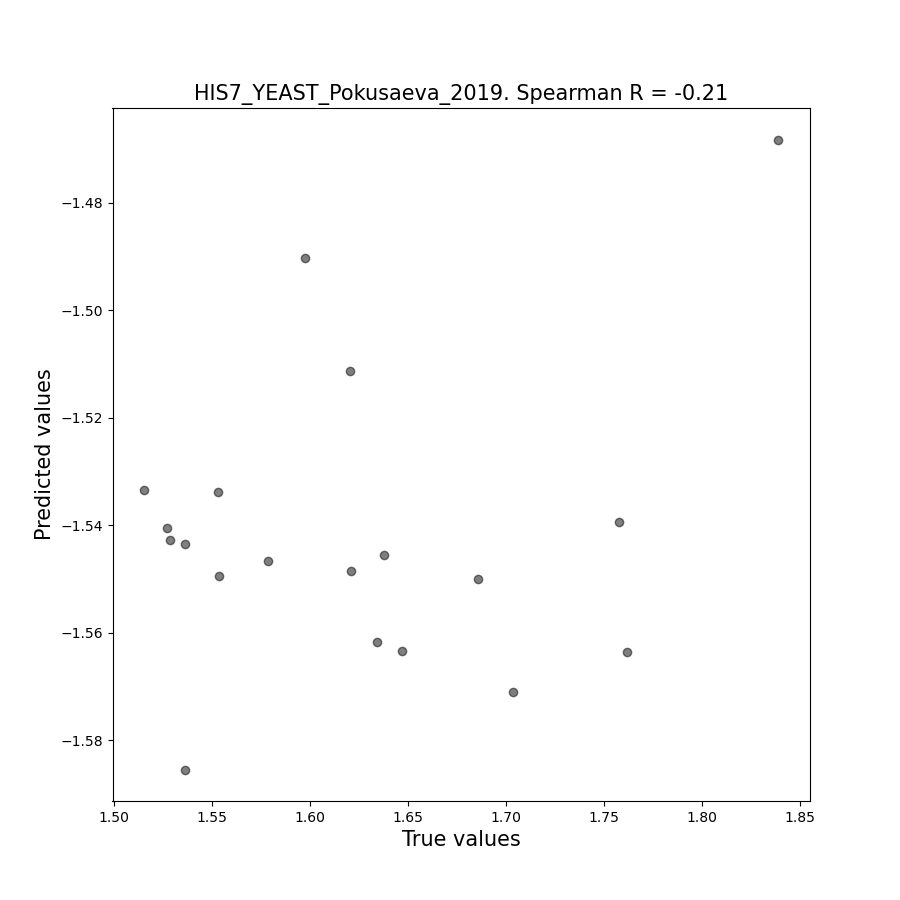 HIS7_YEAST_Pokusaeva_2019. Spearman R = -0.21
−1.48
−1.50
−1.52
−1.54
−1.56
−1.58
Predicted values
1.50 1.55 1.60 1.65 1.70 1.75 1.80 1.85
True values